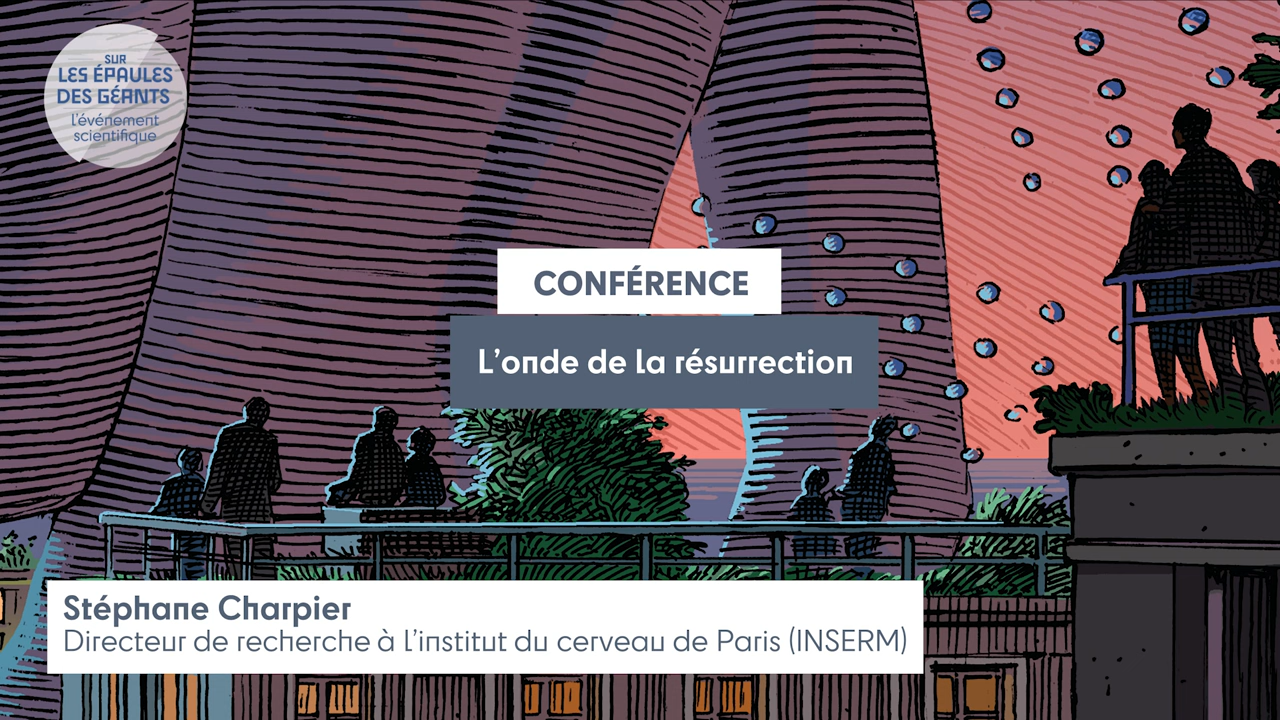 SUR
LES ÉPAULES
DES GÉANTS
L'événement
scientifique
CONFÉRENCE
L'onde de la résurrection
Stéphane Charpier
Directeur de recherche à l'institut du cerveau de Paris (INSERM)